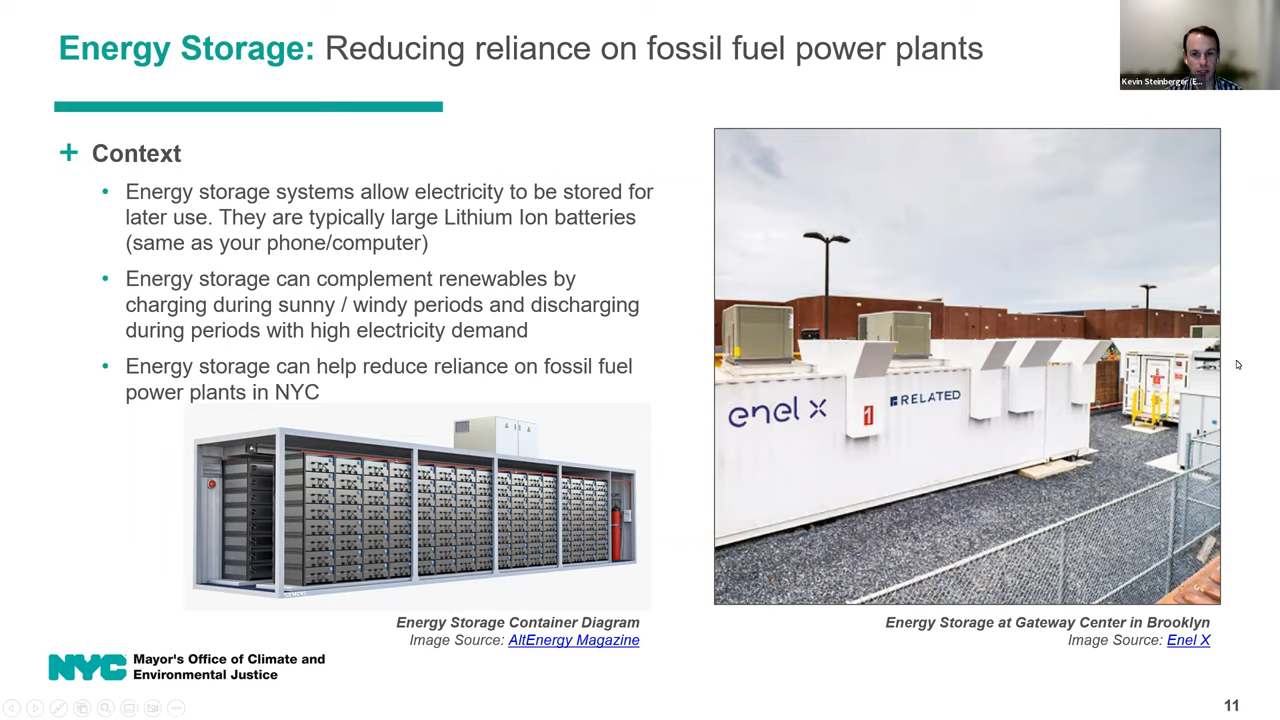 Energy Storage: Reducing reliance on fossil fuel power plants
Kevin Steinberger (E...
+ Context
• Energy storage systems allow electricity to be stored for
later use. They are typically large Lithium Ion batteries
(same as your phone/computer)
• Energy storage can complement renewables by
charging during sunny / windy periods and discharging
during periods with high electricity demand
• Energy storage can help reduce reliance on fossil fuel
power plants in NYC
enel x
1
RELATED
Energy Storage Container Diagram
Image Source: AltEnergy Magazine
Energy Storage at Gateway Center in Brooklyn
Image Source: Enel X
NYC
Mayor's Office of Climate and
Environmental Justice
11